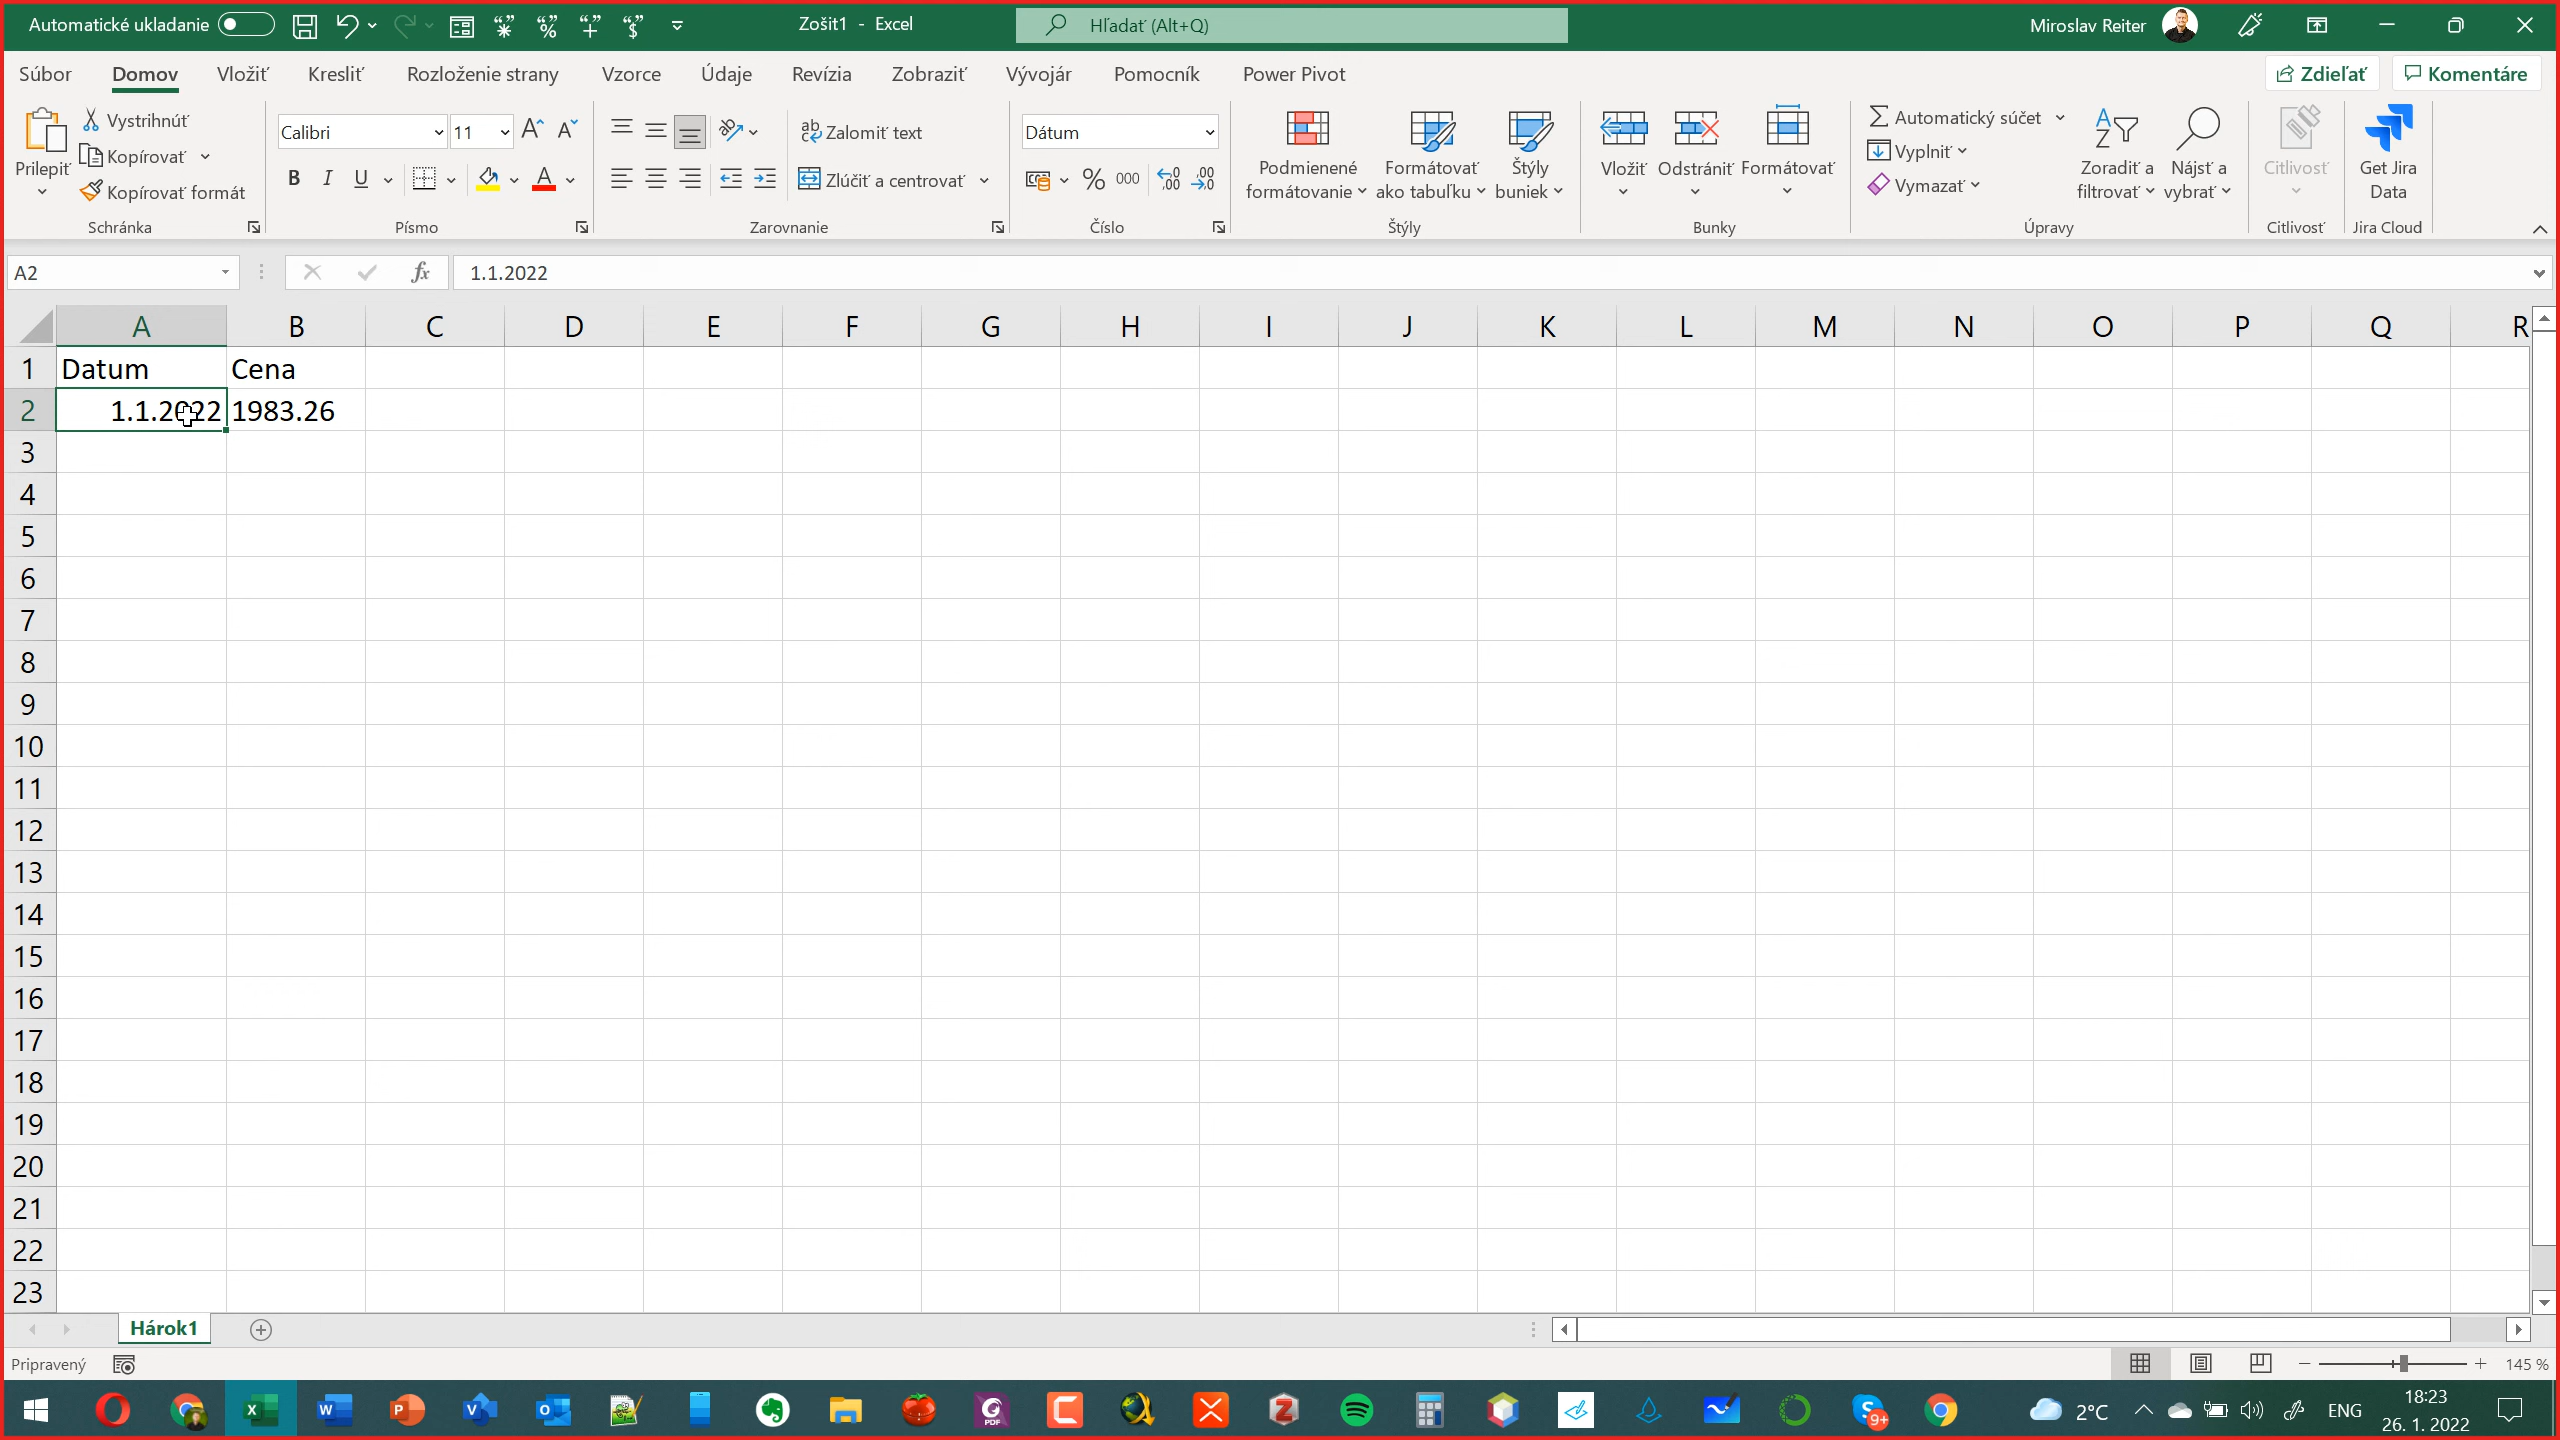 Automatické ukladanie
Zošit1 - Excel
Hľadať (Alt+Q)
Miroslav Reiter
Súbor Domov Vložiť Kresliť Rozloženie strany Vzorce Údaje Revízia Zobraziť Vývojár Pomocník Power Pivot Zdieľať Komentáre
Prilepiť
Vystrihnúť
Kopírovať
Kopírovať formát
Schránka
Calibri 11
B I U
Písmo
Zalomiť text
Zlúčiť a centrovať
Zarovnanie
Dátum
% 000
Číslo
Podmienené formátovanie
Formátovať ako tabuľku
Štýly buniek
Štýly
Vložiť Odstrániť Formátovať
Bunky
Automatický súčet
Vyplniť
Vymazať
Zoradiť a filtrovať
Nájsť a vybrať
Úpravy
Citlivosť
Citlivosť
Get Jira Data
Jira Cloud
A2 fx 1.1.2022
A B C D E F G H I J K L M N O P Q R
1 Datum Cena
2 1.1.2022 1983.26
3
4
5
6
7
8
9
10
11
12
13
14
15
16
17
18
19
20
21
22
23
Hárok1
Pripravený
145 %
2°C ENG 18:23
26. 1. 2022